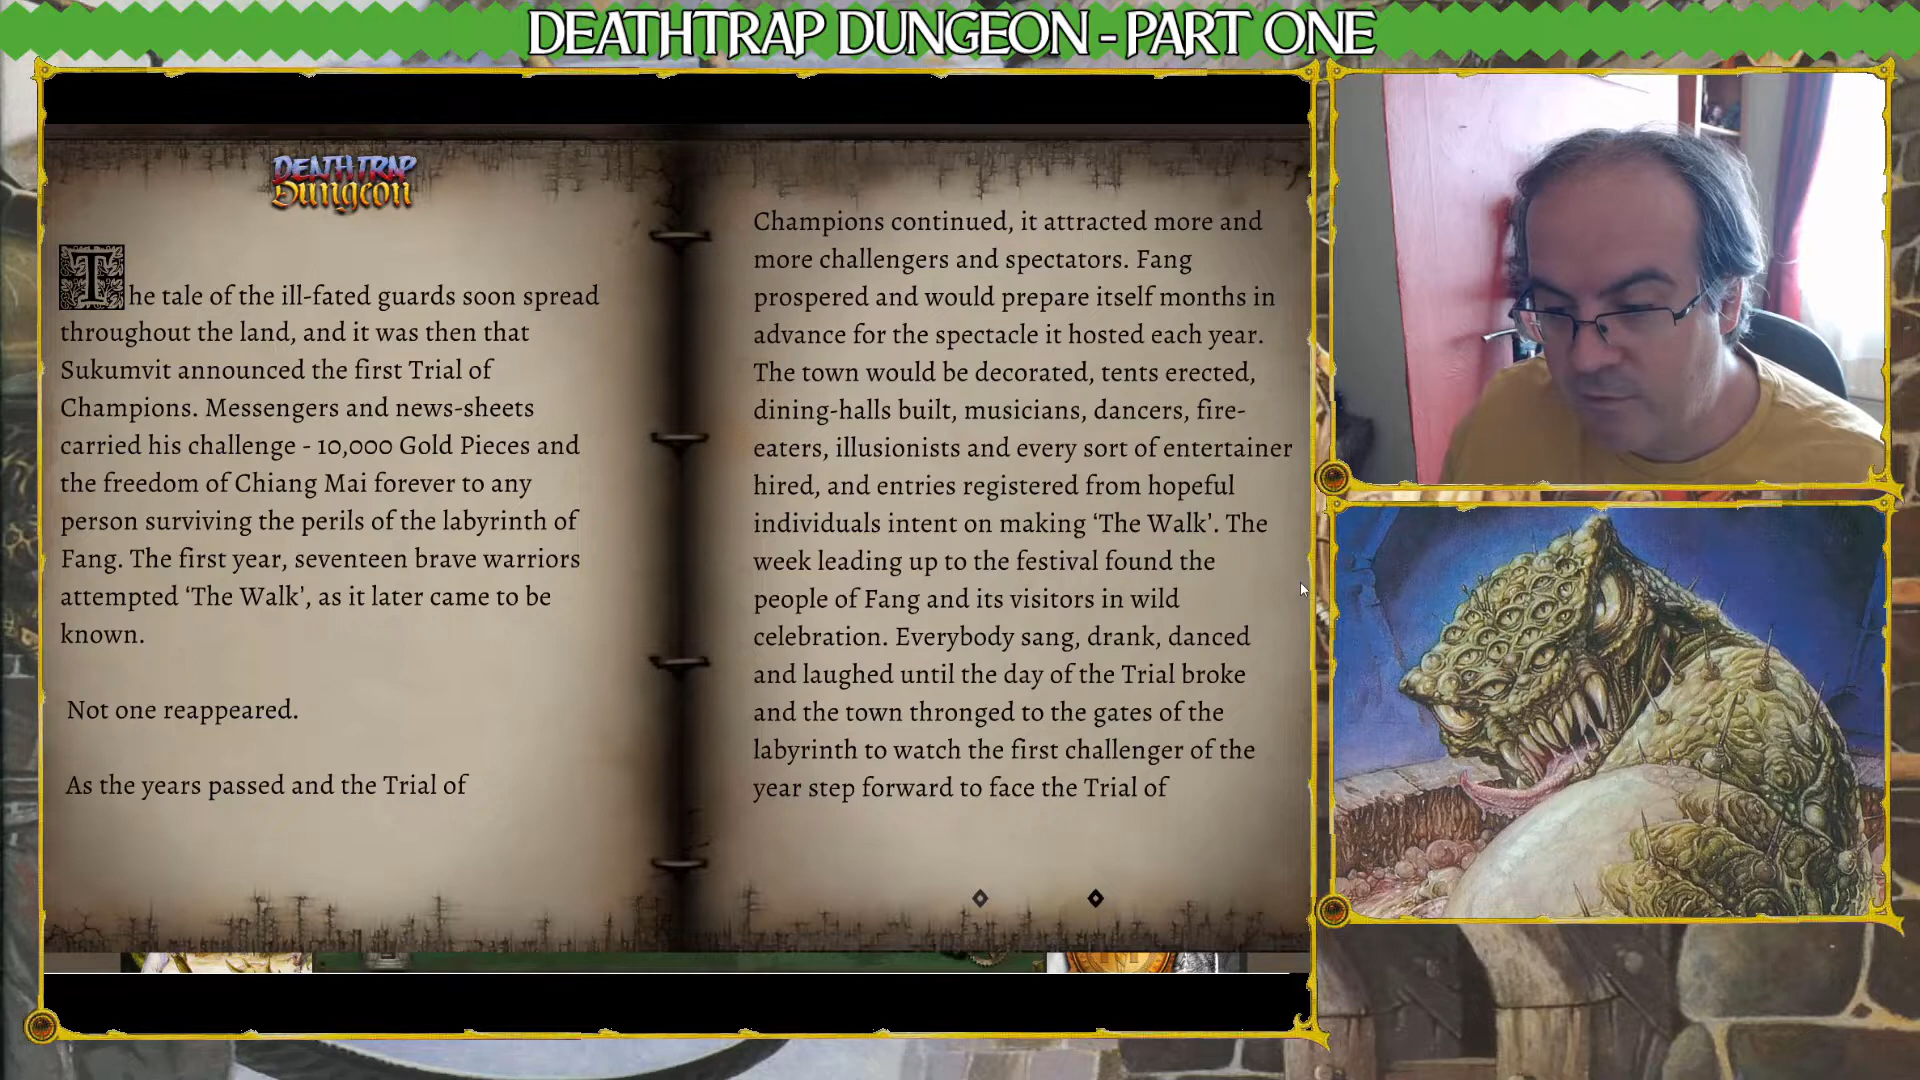 DEATHTRAP DUNGEON - PART ONE
DEATHTRAP
Dungeon
The tale of the ill-fated guards soon spread
throughout the land, and it was then that
Sukumvit announced the first Trial of
Champions. Messengers and news-sheets
carried his challenge - 10,000 Gold Pieces and
the freedom of Chiang Mai forever to any
person surviving the perils of the labyrinth of
Fang. The first year, seventeen brave warriors
attempted ‘The Walk’, as it later came to be
known.
Not one reappeared.
As the years passed and the Trial of
Champions continued, it attracted more and
more challengers and spectators. Fang
prospered and would prepare itself months in
advance for the spectacle it hosted each year.
The town would be decorated, tents erected,
dining-halls built, musicians, dancers, fire-
eaters, illusionists and every sort of entertainer
hired, and entries registered from hopeful
individuals intent on making ‘The Walk’. The
week leading up to the festival found the
people of Fang and its visitors in wild
celebration. Everybody sang, drank, danced
and laughed until the day of the Trial broke
and the town thronged to the gates of the
labyrinth to watch the first challenger of the
year step forward to face the Trial of